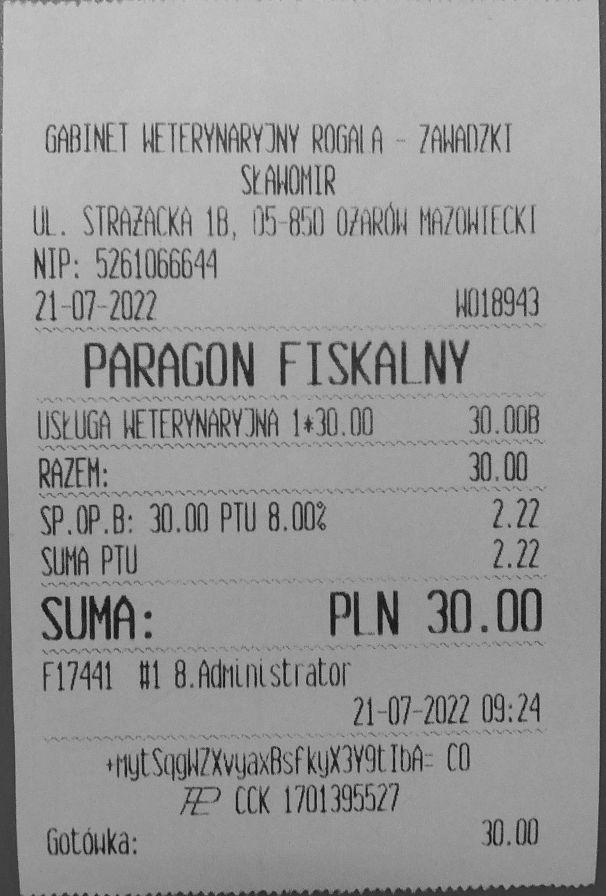 GABINET WETERYNARYJNY ROGALA - ZAWADZKI
SŁAWOMIR
UL. STRAŻACKA 1B, 05-850 OŻARÓW MAZOWIECKI
NIP: 5261066644
21-07-2022 W018943
PARAGON FISKALNY
USŁUGA WETERYNARYJNA 1*30.00 30.00B
RAZEM: 30.00
SP.OP.B: 30.00 PTU 8.00% 2.22
SUMA PTU 2.22
SUMA: PLN 30.00
F17441 #1 8.Administrator
21-07-2022 09:24
+mytSqgWZXvyaxBsfkyX3Y9tIbA= CO
CCK 1701395527
Gotówka: 30.00